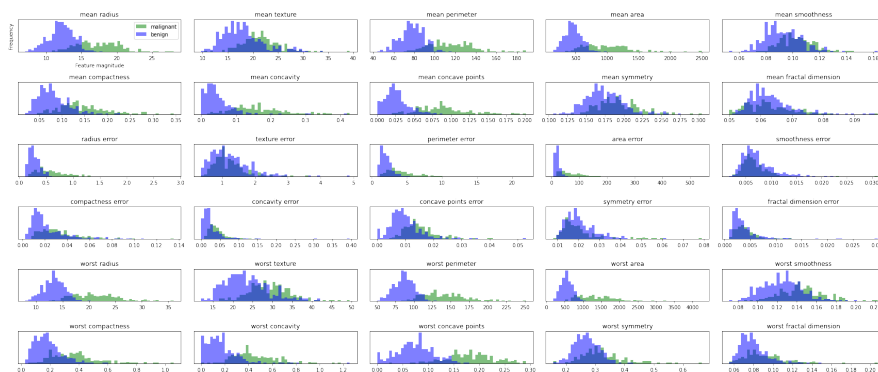 mean radius
mean texture
mean perimeter
mean area
mean smoothness
Frequency
malignant
benign
10 15 20 25
10 15 20 25 30 35 40
40 60 80 100 120 140 160 180
500 1000 1500 2000 2500
0.06 0.08 0.10 0.12 0.14
Feature magnitude
mean compactness
mean concavity
mean concave points
mean symmetry
mean fractal dimension
0.05 0.10 0.15 0.20 0.25 0.30 0.35
0.0 0.1 0.2 0.3 0.4
0.000 0.025 0.050 0.075 0.100 0.125 0.150 0.175 0.200
0.100 0.125 0.150 0.175 0.200 0.225 0.250 0.275 0.300
0.05 0.06 0.07 0.08 0.09
radius error
texture error
perimeter error
area error
smoothness error
0.0 0.5 1.0 1.5 2.0 2.5 3.0
1 2 3 4 5
0 5 10 15 20
0 100 200 300 400 500
0.005 0.010 0.015 0.020 0.025 0.030
compactness error
concavity error
concave points error
symmetry error
fractal dimension error
0.00 0.02 0.04 0.06 0.08 0.10 0.12 0.14
0.00 0.05 0.10 0.15 0.20 0.25 0.30 0.35 0.40
0.00 0.01 0.02 0.03 0.04 0.05
0.01 0.02 0.03 0.04 0.05 0.06 0.07 0.08
0.000 0.005 0.010 0.015 0.020 0.025
worst radius
worst texture
worst perimeter
worst area
worst smoothness
10 15 20 25 30 35
15 20 25 30 35 40 45 50
50 75 100 125 150 175 200 225 250
0 500 1000 1500 2000 2500 3000 3500 4000
0.08 0.10 0.12 0.14 0.16 0.18 0.20
worst compactness
worst concavity
worst concave points
worst symmetry
worst fractal dimension
0.0 0.2 0.4 0.6 0.8 1.0
0.0 0.2 0.4 0.6 0.8 1.0 1.2
0.00 0.05 0.10 0.15 0.20 0.25 0.30
0.2 0.3 0.4 0.5 0.6
0.06 0.08 0.10 0.12 0.14 0.16 0.18 0.20